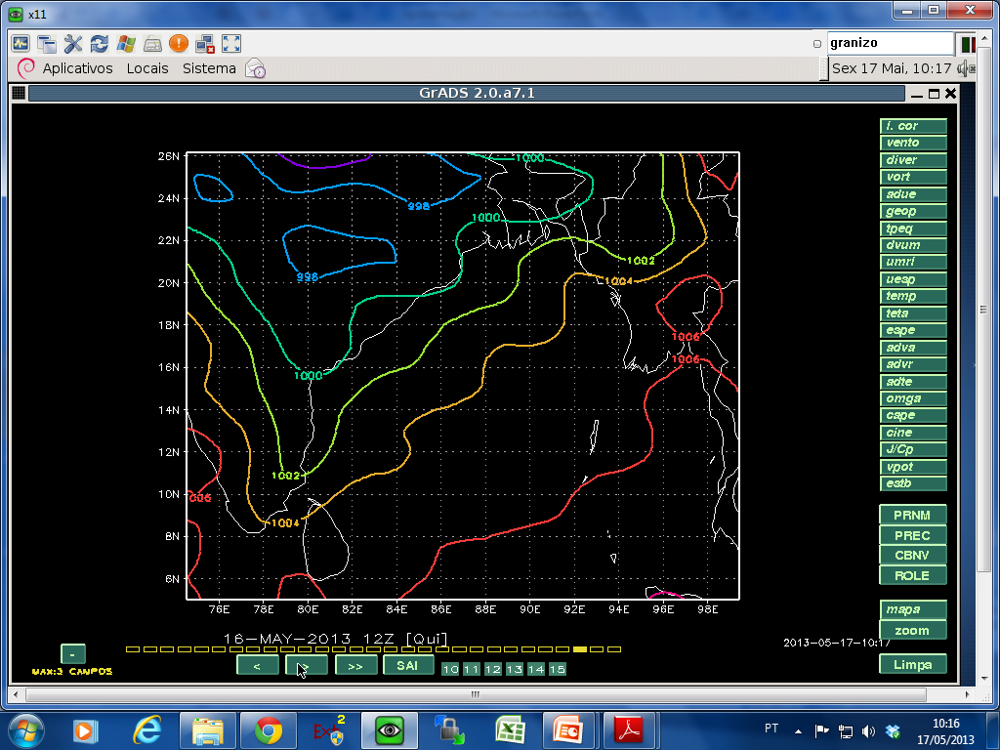 x11
granizo
Aplicativos Locais Sistema
Sex 17 Mai, 10:17
GrADS 2.0.a7.1
26N
24N
22N
20N
18N
16N
14N
12N
10N
8N
6N
76E 78E 80E 82E 84E 86E 88E 90E 92E 94E 96E 98E
1000
998
1000
1002
998
1004
1006
1000
1006
1002
006
1004
vento
diver
vort
adue
geop
tpeq
dvum
umrl
uesp
temp
teta
espe
adva
advr
adte
omga
cape
cine
J/Cp
vpot
estb
PRNM
PREC
CBNV
ROLE
mapa
zoom
Limpa
16-MAY-2013 12Z [Qui]
2013-05-17-10:17
-
MAX:3 CAMPOS
< > >> SAI 10 11 12 13 14 15
PT
10:16
17/05/2013